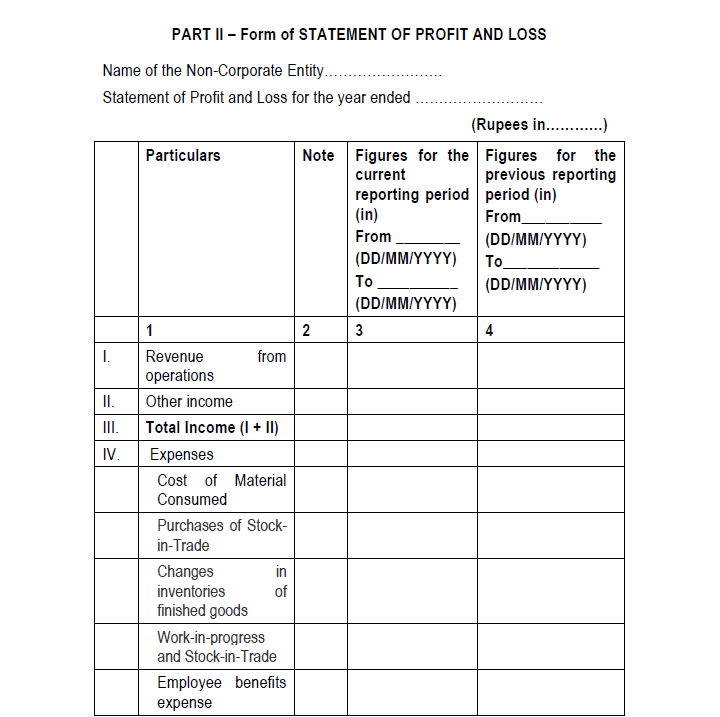 PART II – Form of STATEMENT OF PROFIT AND LOSS
Name of the Non-Corporate Entity.........................
Statement of Profit and Loss for the year ended ...........................
(Rupees in............)
Particulars
Note
Figures for the
current
reporting period
(in)
From ________
(DD/MM/YYYY)
To __________
(DD/MM/YYYY)
Figures for the
previous reporting
period (in)
From__________
(DD/MM/YYYY)
To____________
(DD/MM/YYYY)
1 2 3 4
I. Revenue from
operations
II. Other income
III. Total Income (I + II)
IV. Expenses
Cost of Material
Consumed
Purchases of Stock-
in-Trade
Changes in
inventories of
finished goods
Work-in-progress
and Stock-in-Trade
Employee benefits
expense